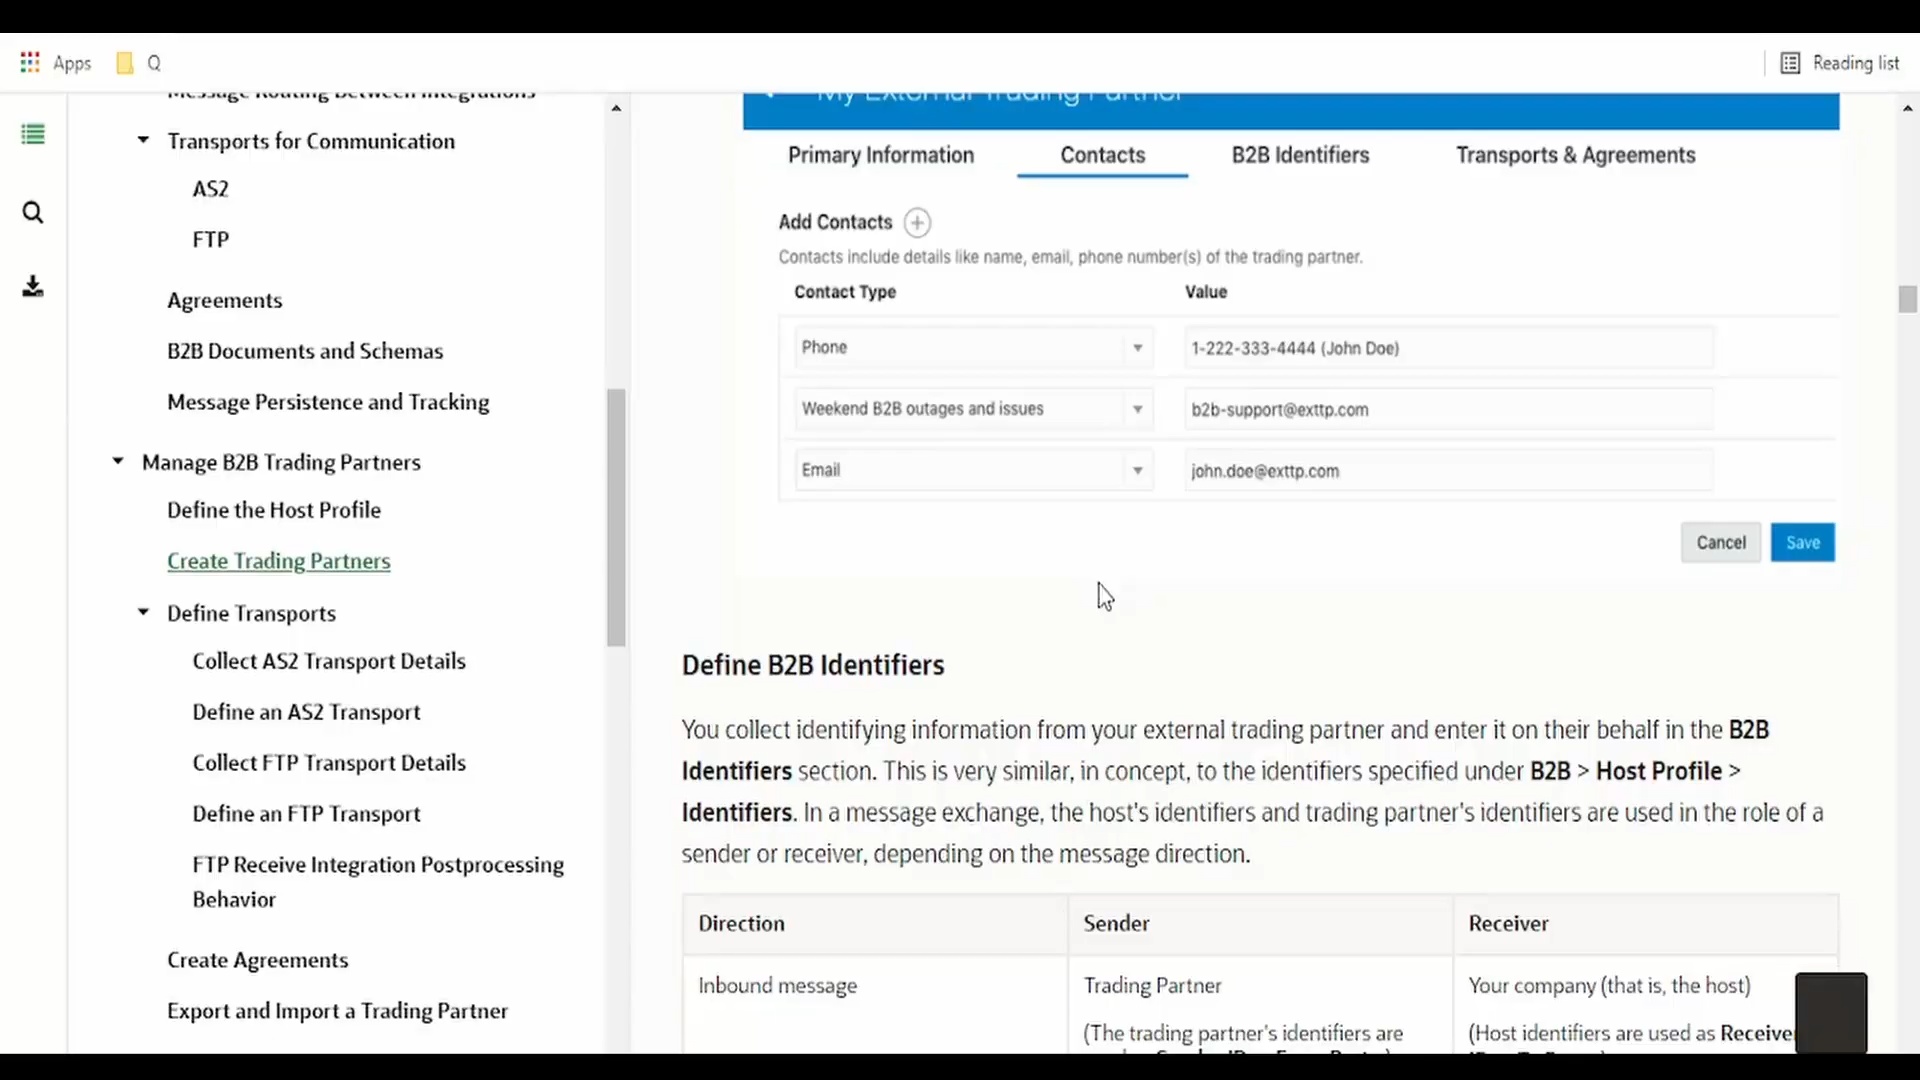 Apps
Q
Reading list
Message Routing Between Integrations
Transports for Communication
AS2
FTP
Agreements
B2B Documents and Schemas
Message Persistence and Tracking
Manage B2B Trading Partners
Define the Host Profile
Create Trading Partners
Define Transports
Collect AS2 Transport Details
Define an AS2 Transport
Collect FTP Transport Details
Define an FTP Transport
FTP Receive Integration Postprocessing
Behavior
Create Agreements
Export and Import a Trading Partner
My External Trading Partner
Primary Information Contacts B2B Identifiers Transports & Agreements
Add Contacts
Contacts include details like name, email, phone number(s) of the trading partner.
Contact Type Value
Phone 1-222-333-4444 (John Doe)
Weekend B2B outages and issues b2b-support@exttp.com
Email john.doe@exttp.com
Cancel Save
Define B2B Identifiers
You collect identifying information from your external trading partner and enter it on their behalf in the B2B
Identifiers section. This is very similar, in concept, to the identifiers specified under B2B > Host Profile >
Identifiers. In a message exchange, the host's identifiers and trading partner's identifiers are used in the role of a
sender or receiver, depending on the message direction.
Direction Sender Receiver
Inbound message Trading Partner Your company (that is, the host)
(The trading partner's identifiers are (Host identifiers are used as Receiver